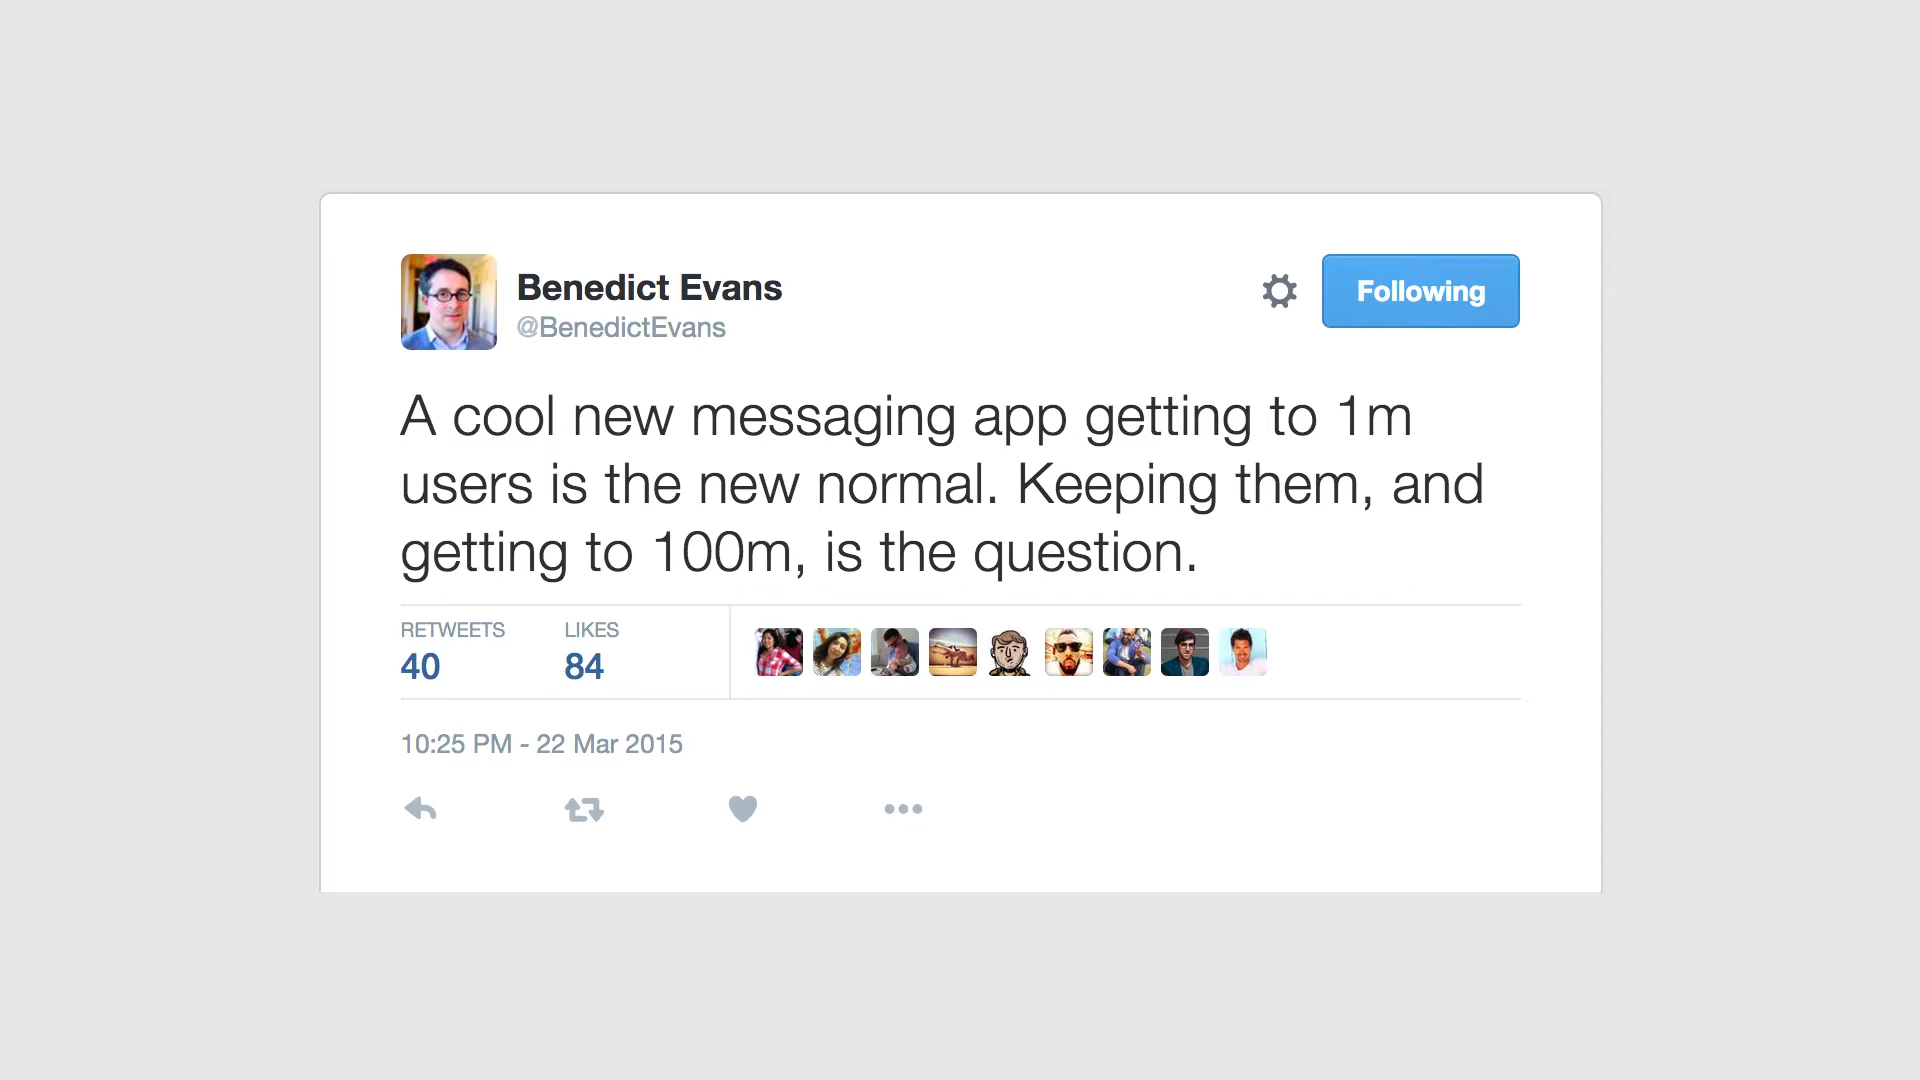 Benedict Evans
@BenedictEvans
Following
A cool new messaging app getting to 1m
users is the new normal. Keeping them, and
getting to 100m, is the question.
RETWEETS LIKES
40 84
10:25 PM - 22 Mar 2015